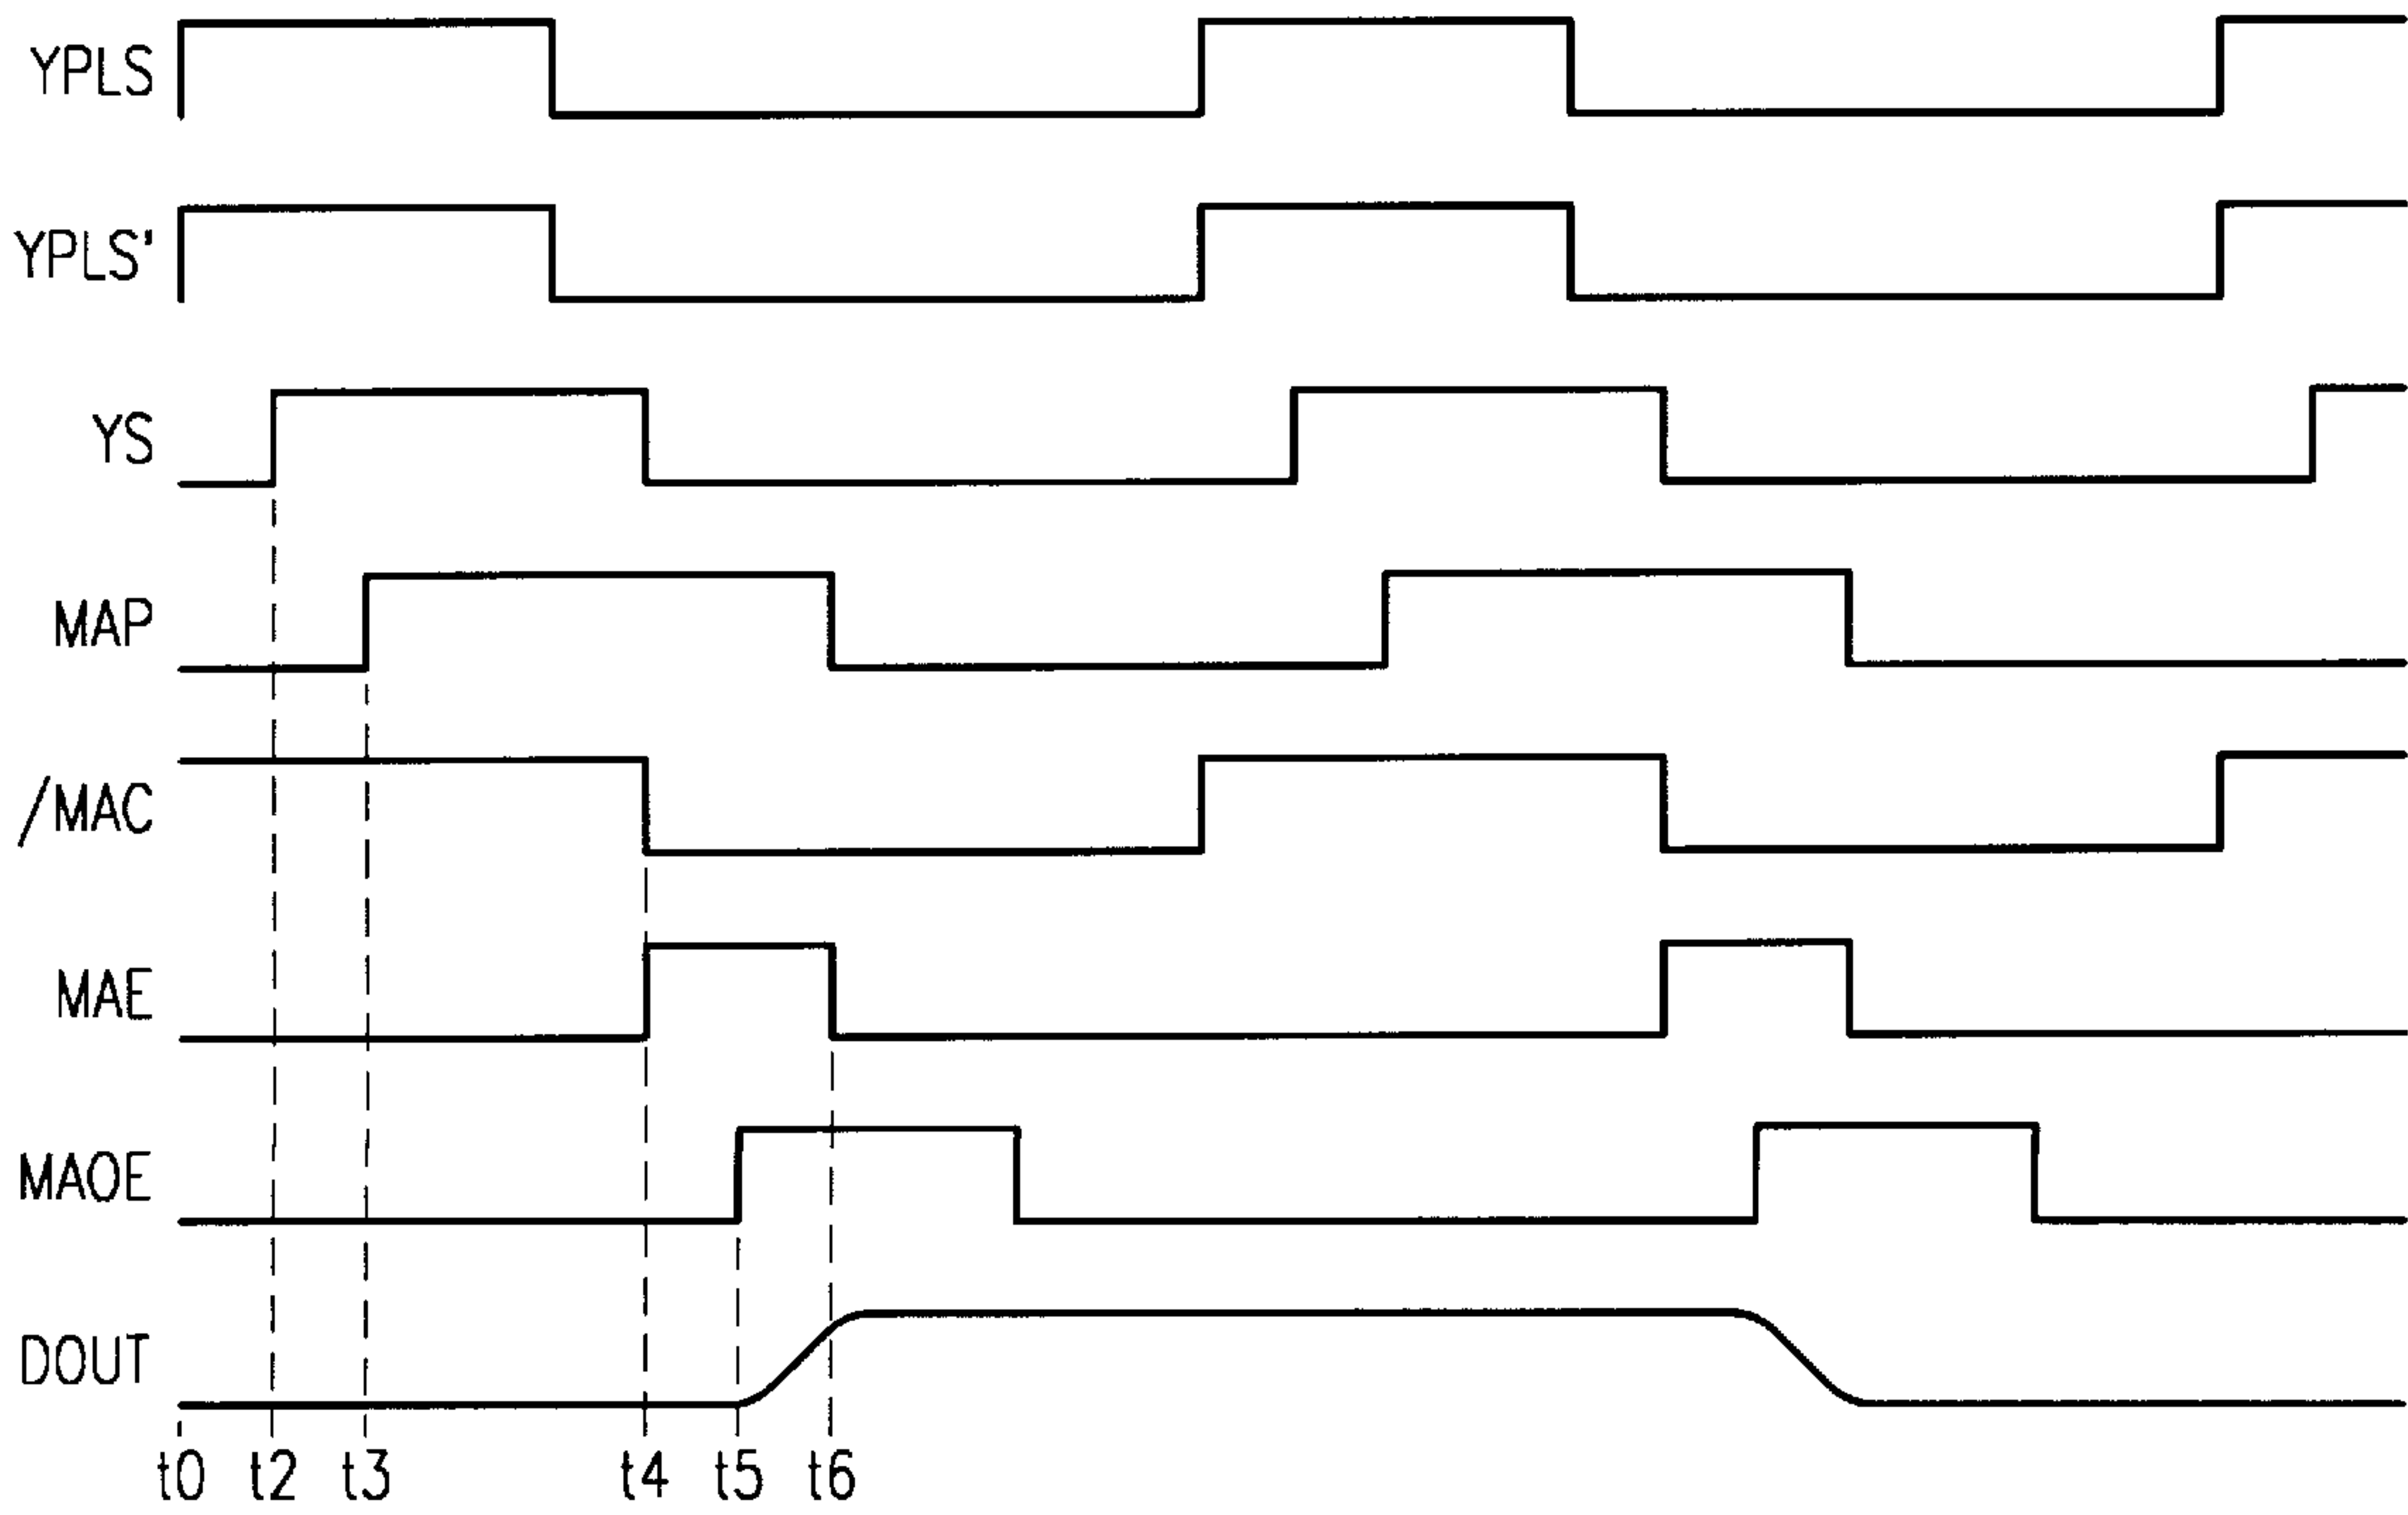 YPLS
YPLS'
YS
MAP
/MAC
MAE
MAOE
DOUT
t0 t2 t3 t4 t5 t6